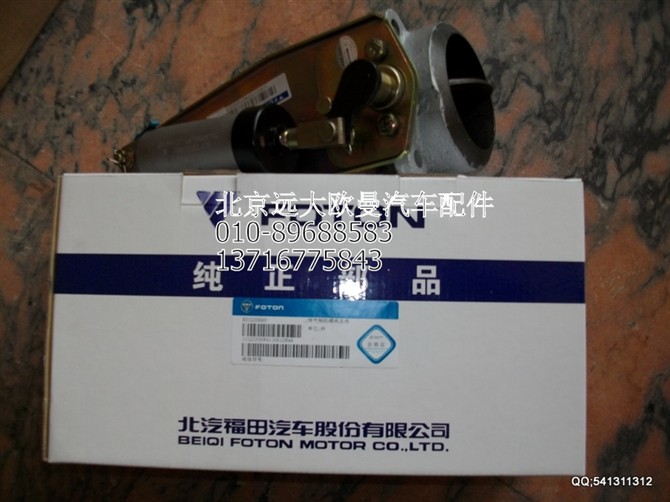 北京远大欧曼汽车配件
FOTON
010-89688583
13716775843
纯正部品
FOTON
北汽福田汽车股份有限公司
BEIQI FOTON MOTOR CO.,LTD.
QQ;541311312